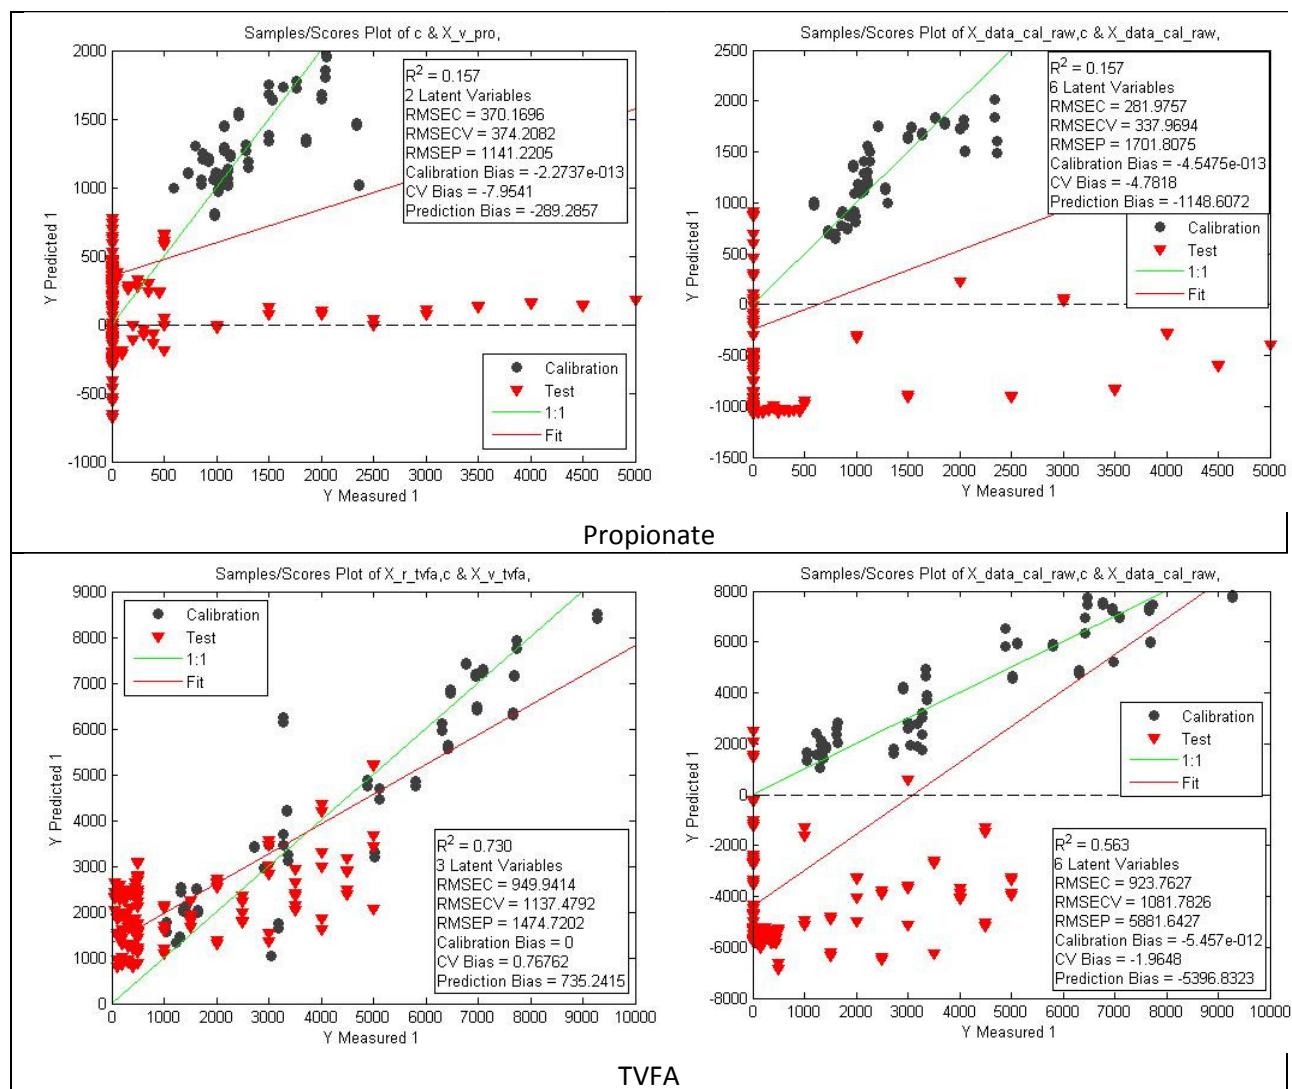 Samples/Scores Plot of c & X_v_pro,
2000
1500
1000
500
0
-500
-1000
Y Predicted 1
R² = 0.157
2 Latent Variables
RMSEC = 370.1696
RMSECV = 374.2082
RMSEP = 1141.2205
Calibration Bias = -2.2737e-013
CV Bias = -7.9541
Prediction Bias = -289.2857
Calibration
Test
1:1
Fit
0 500 1000 1500 2000 2500 3000 3500 4000 4500 5000
Y Measured 1
Samples/Scores Plot of X_data_cal_raw,c & X_data_cal_raw,
2500
2000
1500
1000
500
0
-500
-1000
-1500
Y Predicted 1
R² = 0.157
6 Latent Variables
RMSEC = 281.9757
RMSECV = 337.9694
RMSEP = 1701.8075
Calibration Bias = -4.5475e-013
CV Bias = -4.7818
Prediction Bias = -1148.6072
Calibration
Test
1:1
Fit
0 500 1000 1500 2000 2500 3000 3500 4000 4500 5000
Y Measured 1
Propionate
Samples/Scores Plot of X_r_tvfa,c & X_v_tvfa,
9000
8000
7000
6000
5000
4000
3000
2000
1000
0
Y Predicted 1
Calibration
Test
1:1
Fit
R² = 0.730
3 Latent Variables
RMSEC = 949.9414
RMSECV = 1137.4792
RMSEP = 1474.7202
Calibration Bias = 0
CV Bias = 0.76762
Prediction Bias = 735.2415
0 1000 2000 3000 4000 5000 6000 7000 8000 9000 10000
Y Measured 1
Samples/Scores Plot of X_data_cal_raw,c & X_data_cal_raw,
8000
6000
4000
2000
0
-2000
-4000
-6000
-8000
Y Predicted 1
Calibration
Test
1:1
Fit
R² = 0.563
6 Latent Variables
RMSEC = 923.7627
RMSECV = 1081.7826
RMSEP = 5881.6427
Calibration Bias = -5.457e-012
CV Bias = -1.9648
Prediction Bias = -5396.8323
0 1000 2000 3000 4000 5000 6000 7000 8000 9000 10000
Y Measured 1
TVFA